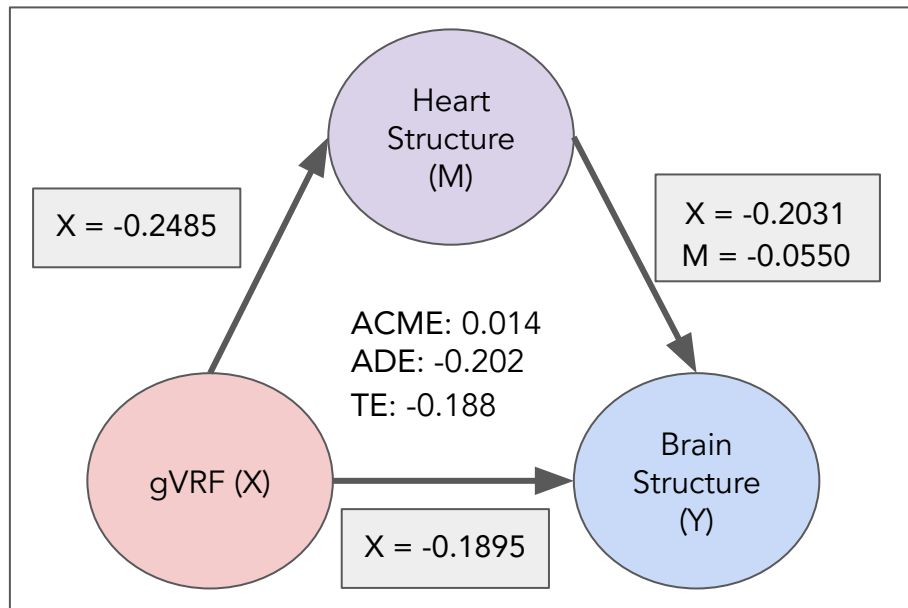 Heart
Structure
(M)
X = -0.2485
X = -0.2031
M = -0.0550
ACME: 0.014
ADE: -0.202
TE: -0.188
gVRF (X)
Brain
Structure
(Y)
X = -0.1895